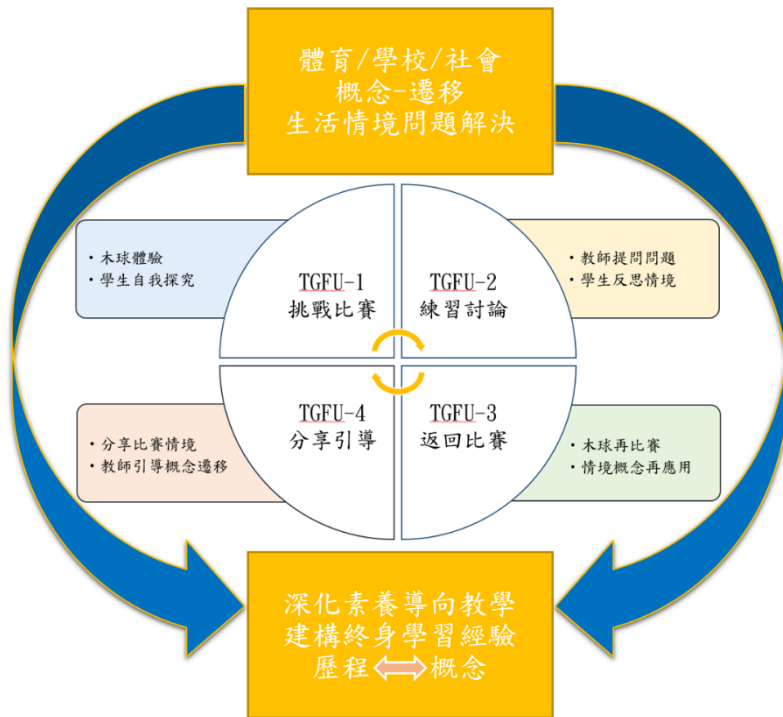 體育/學校/社會
概念-遷移
生活情境問題解決
• 木球體驗
• 學生自我探究
TGFU-1
挑戰比賽
TGFU-2
練習討論
• 教師提問問題
• 學生反思情境
• 分享比賽情境
• 教師引導概念遷移
TGFU-4
分享引導
TGFU-3
返回比賽
• 木球再比賽
• 情境概念再應用
深化素養導向教學
建構終身學習經驗
歷程 概念